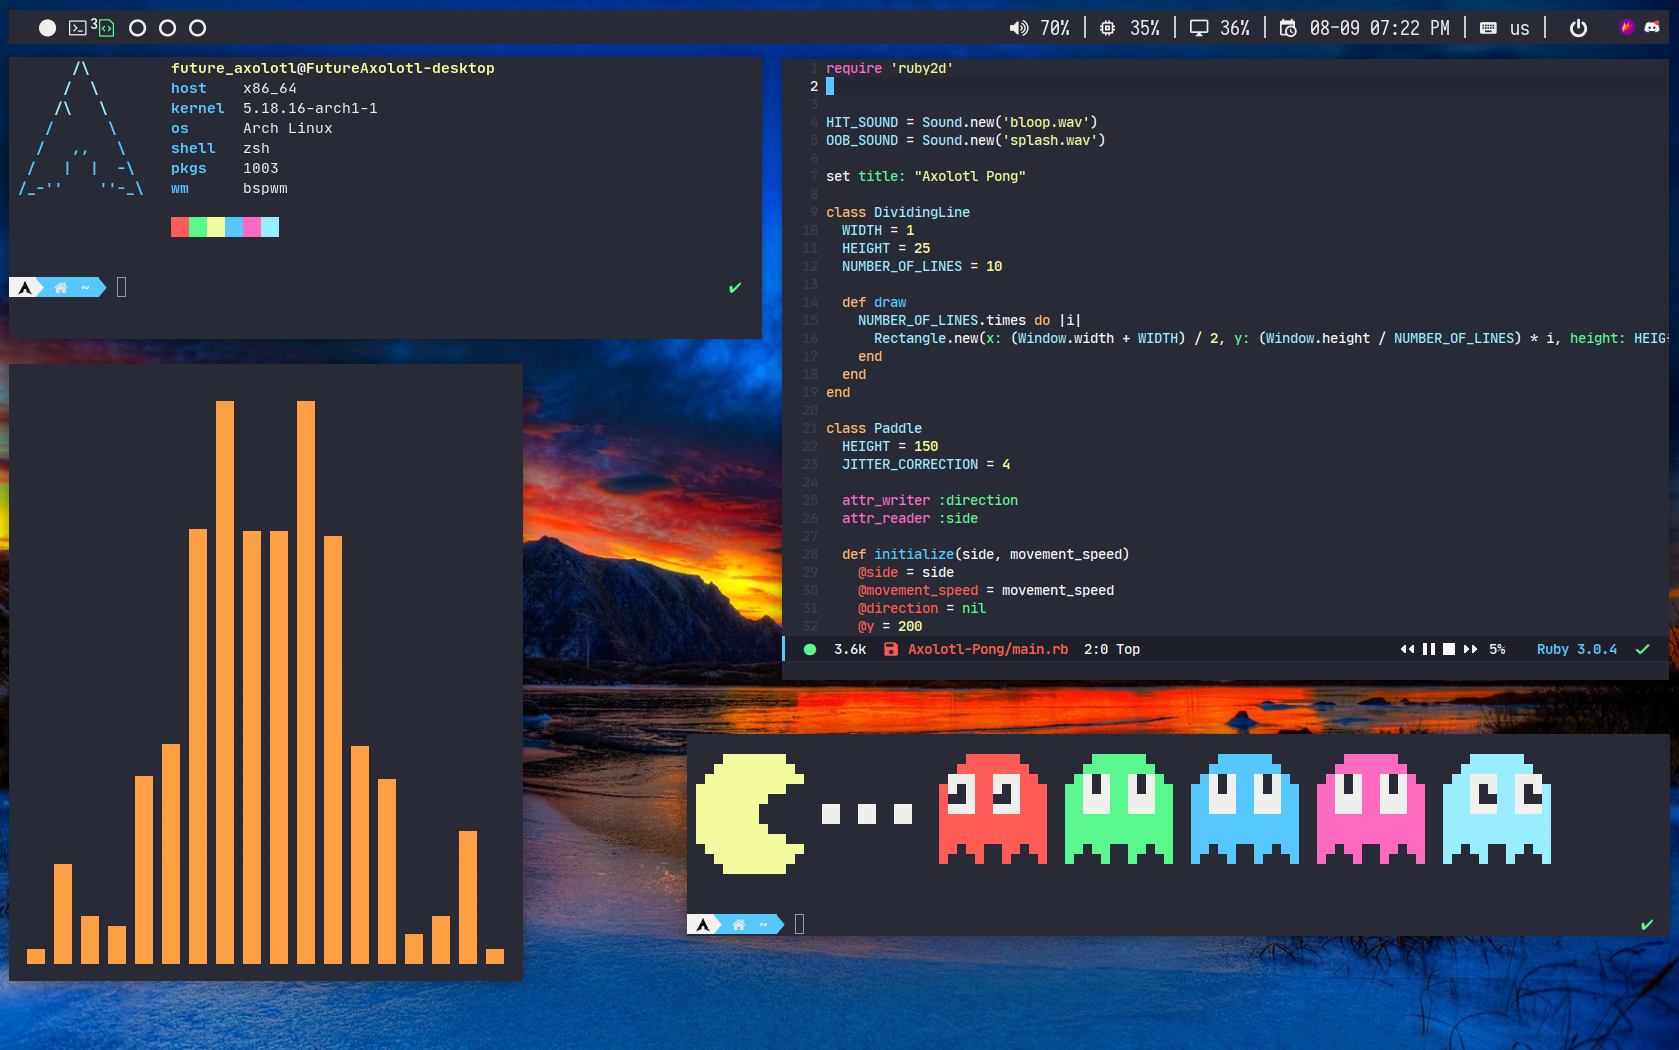 3 70% | 35% | 36% | 08-09 07:22 PM | us |
/\
/  \
/\   \
/      \
/   ,,   \
/   |  |  -\
/_-''    ''-_\
future_axolotl@FutureAxolotl-desktop
host x86_64
kernel 5.18.16-arch1-1
os Arch Linux
shell zsh
pkgs 1003
wm bspwm
~
1 require 'ruby2d'
2
3
4 HIT_SOUND = Sound.new('bloop.wav')
5 OOB_SOUND = Sound.new('splash.wav')
6
7 set title: "Axolotl Pong"
8
9 class DividingLine
10 WIDTH = 1
11 HEIGHT = 25
12 NUMBER_OF_LINES = 10
13
14 def draw
15 NUMBER_OF_LINES.times do |i|
16 Rectangle.new(x: (Window.width + WIDTH) / 2, y: (Window.height / NUMBER_OF_LINES) * i, height: HEIG
17 end
18 end
19 end
20
21 class Paddle
22 HEIGHT = 150
23 JITTER_CORRECTION = 4
24
25 attr_writer :direction
26 attr_reader :side
27
28 def initialize(side, movement_speed)
29 @side = side
30 @movement_speed = movement_speed
31 @direction = nil
32 @y = 200
3.6k Axolotl-Pong/main.rb 2:0 Top 5% Ruby 3.0.4
~